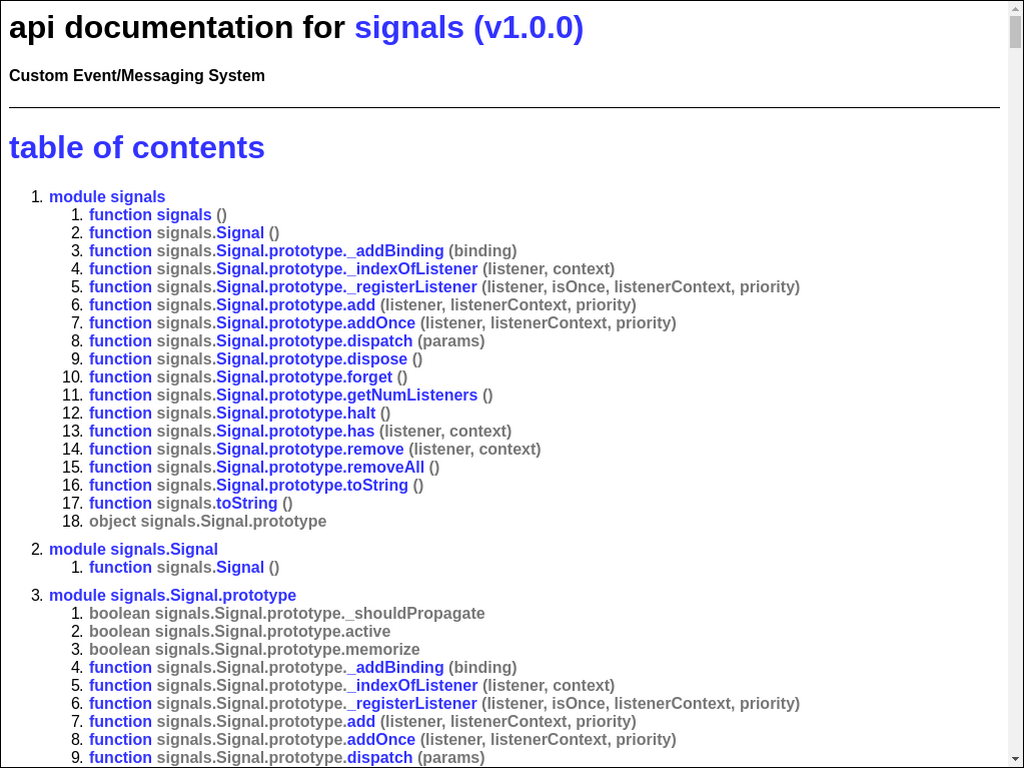 api documentation for signals (v1.0.0)
Custom Event/Messaging System
table of contents
1. module signals
1. function signals ()
2. function signals.Signal ()
3. function signals.Signal.prototype._addBinding (binding)
4. function signals.Signal.prototype._indexOfListener (listener, context)
5. function signals.Signal.prototype._registerListener (listener, isOnce, listenerContext, priority)
6. function signals.Signal.prototype.add (listener, listenerContext, priority)
7. function signals.Signal.prototype.addOnce (listener, listenerContext, priority)
8. function signals.Signal.prototype.dispatch (params)
9. function signals.Signal.prototype.dispose ()
10. function signals.Signal.prototype.forget ()
11. function signals.Signal.prototype.getNumListeners ()
12. function signals.Signal.prototype.halt ()
13. function signals.Signal.prototype.has (listener, context)
14. function signals.Signal.prototype.remove (listener, context)
15. function signals.Signal.prototype.removeAll ()
16. function signals.Signal.prototype.toString ()
17. function signals.toString ()
18. object signals.Signal.prototype
2. module signals.Signal
1. function signals.Signal ()
3. module signals.Signal.prototype
1. boolean signals.Signal.prototype._shouldPropagate
2. boolean signals.Signal.prototype.active
3. boolean signals.Signal.prototype.memorize
4. function signals.Signal.prototype._addBinding (binding)
5. function signals.Signal.prototype._indexOfListener (listener, context)
6. function signals.Signal.prototype._registerListener (listener, isOnce, listenerContext, priority)
7. function signals.Signal.prototype.add (listener, listenerContext, priority)
8. function signals.Signal.prototype.addOnce (listener, listenerContext, priority)
9. function signals.Signal.prototype.dispatch (params)